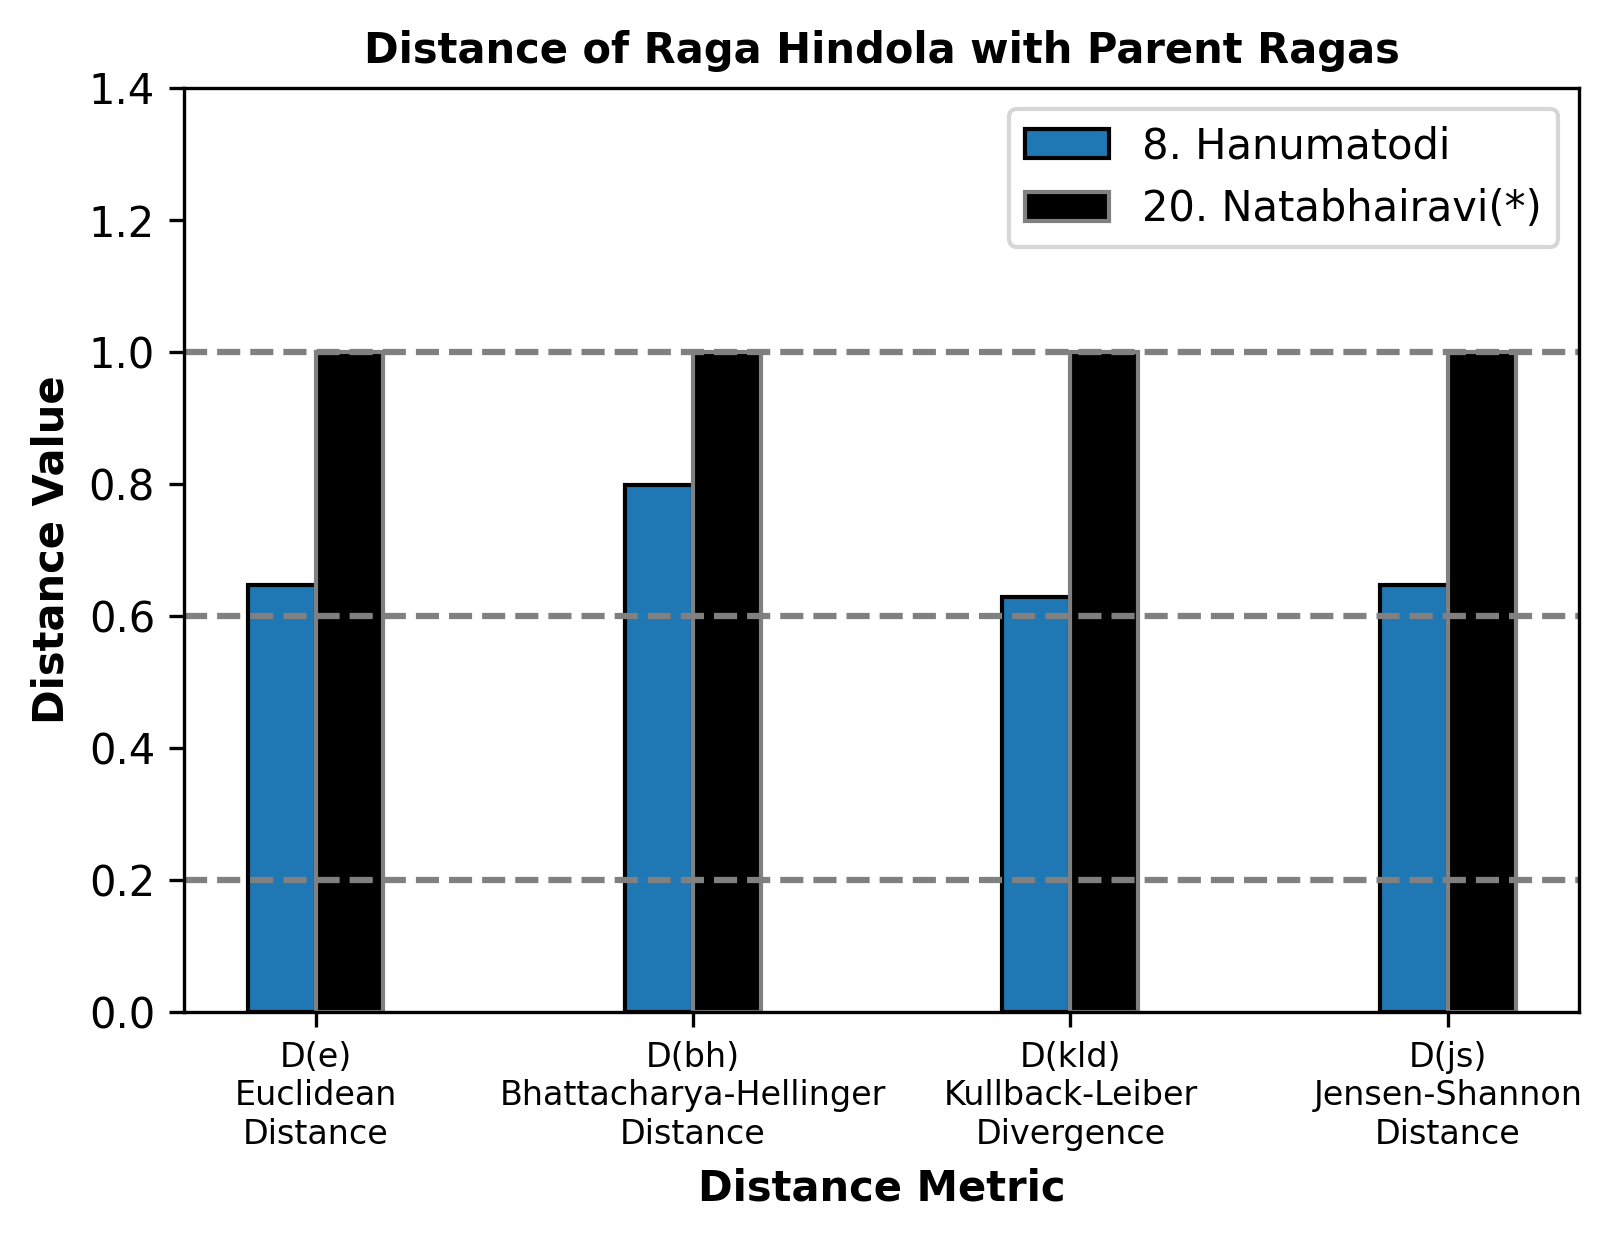 Distance of Raga Hindola with Parent Ragas
1.4
1.2
1.0
0.8
0.6
0.4
0.2
0.0
Distance Value
8. Hanumatodi
20. Natabhairavi(*)
D(e)
Euclidean
Distance
D(bh)
Bhattacharya-Hellinger
Distance
D(kld)
Kullback-Leiber
Divergence
D(js)
Jensen-Shannon
Distance
Distance Metric